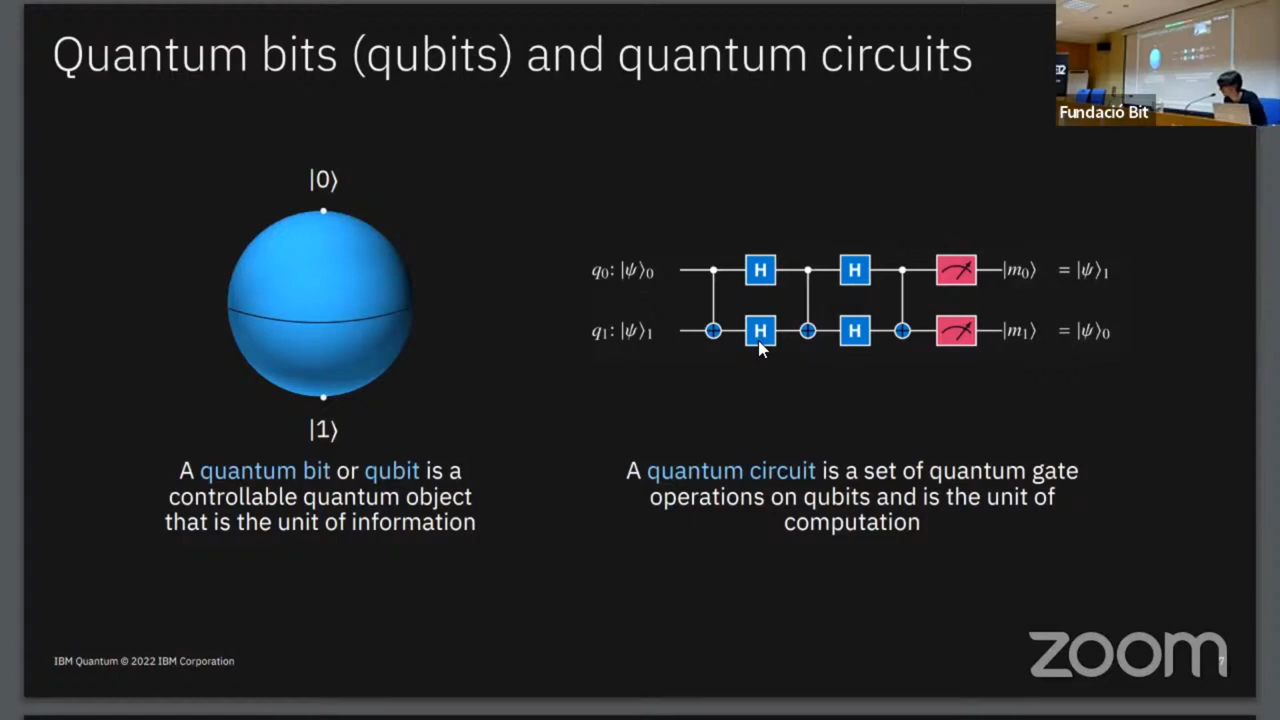 Quantum bits (qubits) and quantum circuits
Fundació Bit
|0⟩
|1⟩
A quantum bit or qubit is a
controllable quantum object
that is the unit of information
q₀: |ψ⟩₀ H H |m₀⟩ = |ψ⟩₁
q₁: |ψ⟩₁ H H |m₁⟩ = |ψ⟩₀
A quantum circuit is a set of quantum gate
operations on qubits and is the unit of
computation
IBM Quantum © 2022 IBM Corporation
zoom
7